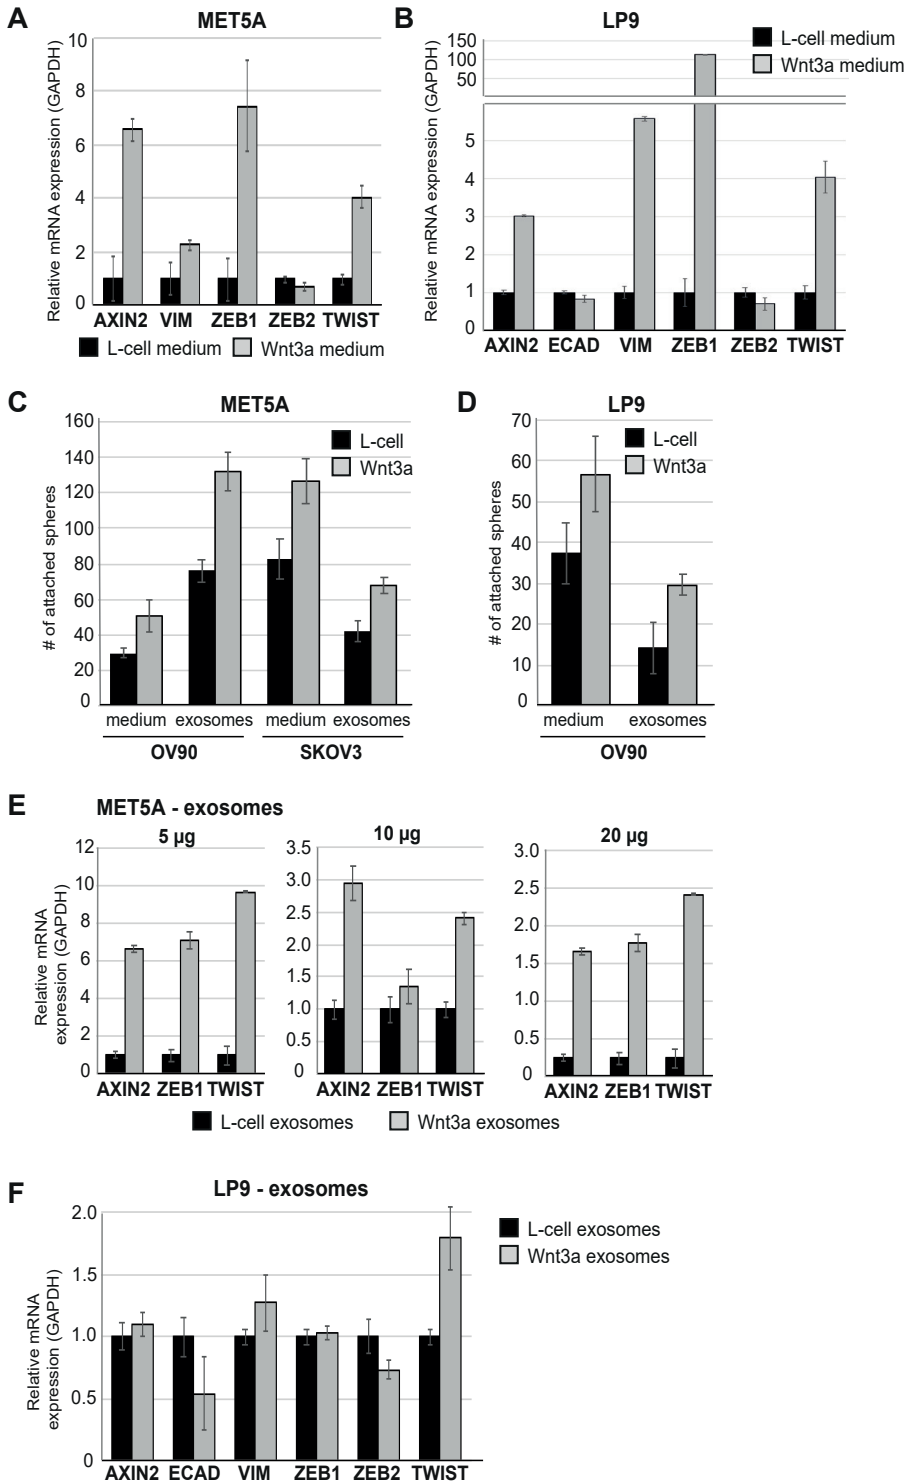 A
MET5A
Relative mRNA expression (GAPDH)
10
8
6
4
2
0
AXIN2 VIM ZEB1 ZEB2 TWIST
L-cell medium Wnt3a medium
B
LP9
Relative mRNA expression (GAPDH)
150
100
50
5
4
3
2
1
0
L-cell medium
Wnt3a medium
AXIN2 ECAD VIM ZEB1 ZEB2 TWIST
C
MET5A
# of attached spheres
160
140
120
100
80
60
40
20
0
L-cell
Wnt3a
medium exosomes medium exosomes
OV90 SKOV3
D
LP9
# of attached spheres
70
60
50
40
30
20
10
0
L-cell
Wnt3a
medium exosomes
OV90
E
MET5A - exosomes
5 µg
Relative mRNA
expression (GAPDH)
12
10
8
6
4
2
0
AXIN2 ZEB1 TWIST
10 µg
3.5
3.0
2.5
2.0
1.5
1.0
0.5
0
AXIN2 ZEB1 TWIST
20 µg
3.0
2.5
2.0
1.5
1.0
0.5
0
AXIN2 ZEB1 TWIST
L-cell exosomes Wnt3a exosomes
F
LP9 - exosomes
Relative mRNA
expression (GAPDH)
2.0
1.5
1.0
0.5
0
L-cell exosomes
Wnt3a exosomes
AXIN2 ECAD VIM ZEB1 ZEB2 TWIST